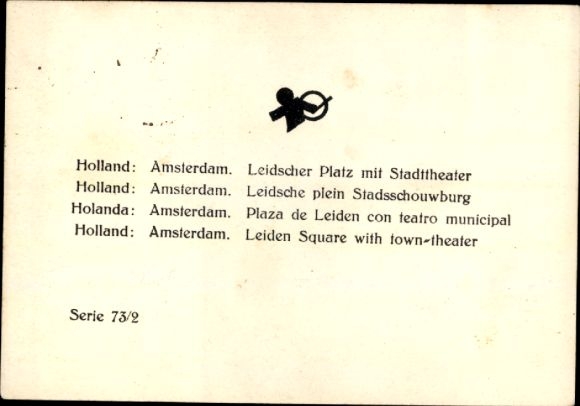 Holland: Amsterdam. Leidscher Platz mit Stadttheater
Holland: Amsterdam. Leidsche plein Stadsschouwburg
Holanda: Amsterdam. Plaza de Leiden con teatro municipal
Holland: Amsterdam. Leiden Square with town-theater
Serie 73/2